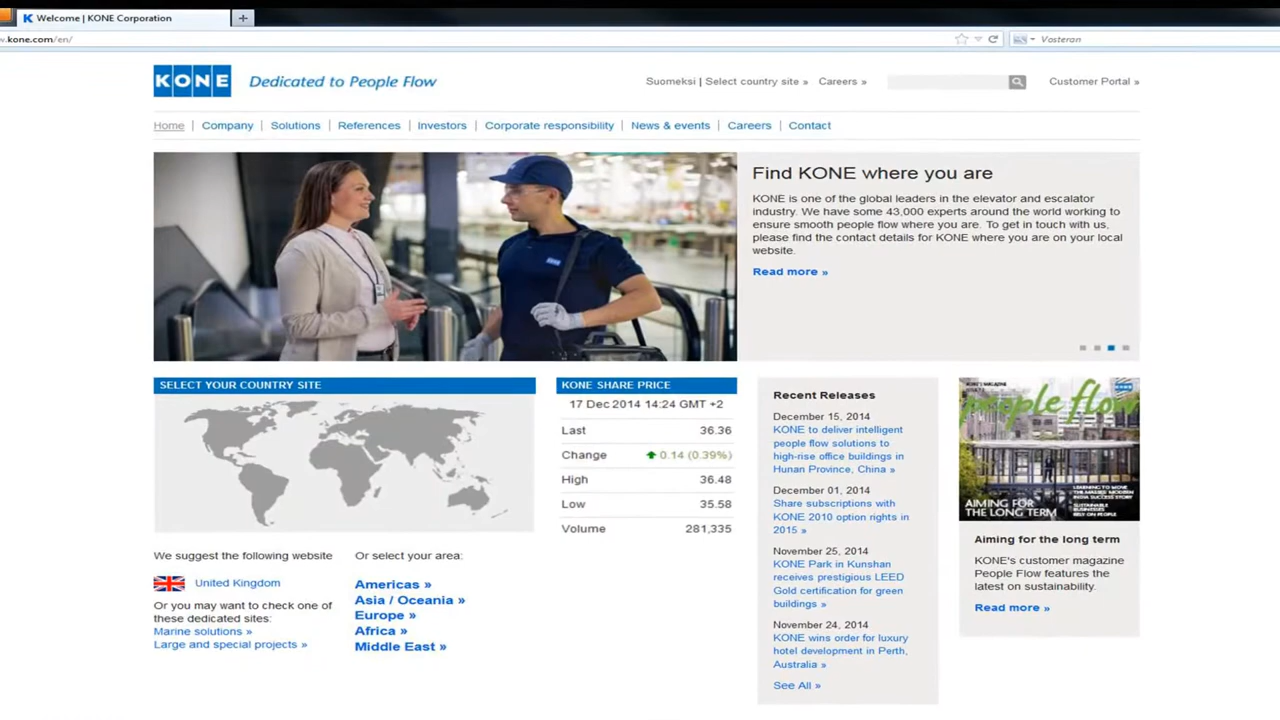 Welcome | KONE Corporation
w.kone.com/en/
Vasteran
KONE
Dedicated to People Flow
Suomeksi | Select country site » Careers »
Customer Portal »
Home | Company | Solutions | References | Investors | Corporate responsibility | News & events | Careers | Contact
Find KONE where you are
KONE is one of the global leaders in the elevator and escalator
industry. We have some 43,000 experts around the world working to
ensure smooth people flow where you are. To get in touch with us,
please find the contact details for KONE where you are on your local
website.
Read more »
SELECT YOUR COUNTRY SITE
We suggest the following website
United Kingdom
Or you may want to check one of
these dedicated sites:
Marine solutions »
Large and special projects »
Or select your area:
Americas »
Asia / Oceania »
Europe »
Africa »
Middle East »
KONE SHARE PRICE
17 Dec 2014 14:24 GMT +2
Last 36.36
Change 0.14 (0.39%)
High 36.48
Low 35.58
Volume 281,335
Recent Releases
December 15, 2014
KONE to deliver intelligent
people flow solutions to
high-rise office buildings in
Hunan Province, China »
December 01, 2014
Share subscriptions with
KONE 2010 option rights in
2015 »
November 25, 2014
KONE Park in Kunshan
receives prestigious LEED
Gold certification for green
buildings »
November 24, 2014
KONE wins order for luxury
hotel development in Perth,
Australia »
See All »
people flow
AIMING FOR
THE LONG TERM
Aiming for the long term
KONE's customer magazine
People Flow features the
latest on sustainability.
Read more »